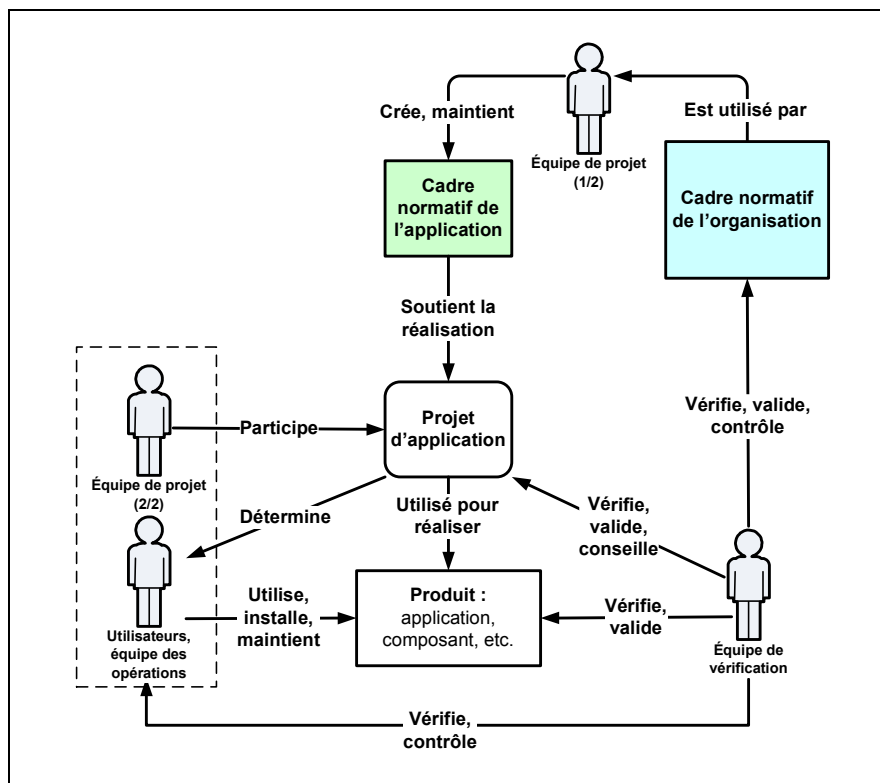 Crée, maintient
Équipe de projet
(1/2)
Est utilisé par
Cadre
normatif de
l'application
Cadre normatif
de l'organisation
Soutient la
réalisation
Vérifie, valide,
contrôle
Équipe de projet
(2/2)
Participe
Projet
d'application
Détermine
Utilisé pour
réaliser
Vérifie,
valide,
conseille
Utilisateurs,
équipe des
opérations
Utilise,
installe,
maintient
Produit :
application,
composant, etc.
Vérifie,
valide
Équipe de
vérification
Vérifie,
contrôle